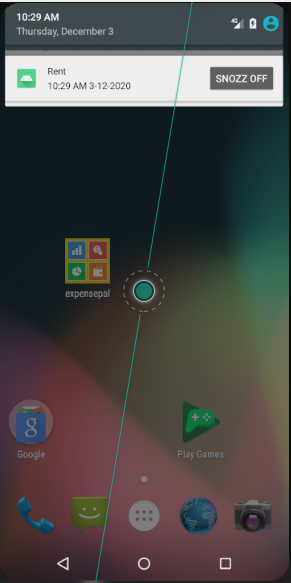 10:29 AM
Thursday, December 3
4G
Rent
10:29 AM 3-12-2020
SNOZZ OFF
expensepal
Google
Play Games